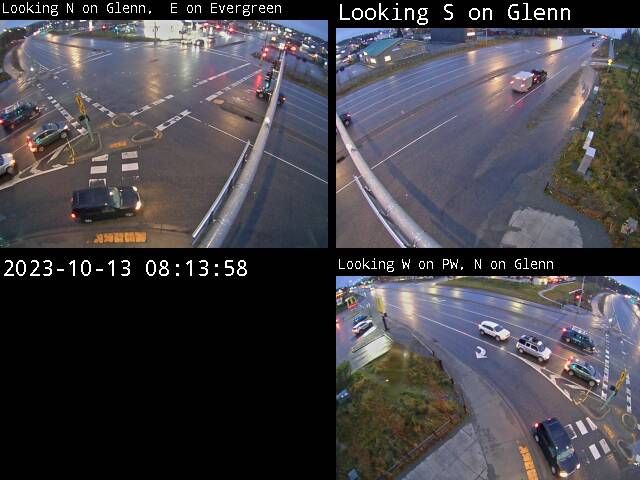 Looking N on Glenn, E on Evergreen
Looking S on Glenn
2023-10-13 08:13:58
Looking W on PW, N on Glenn